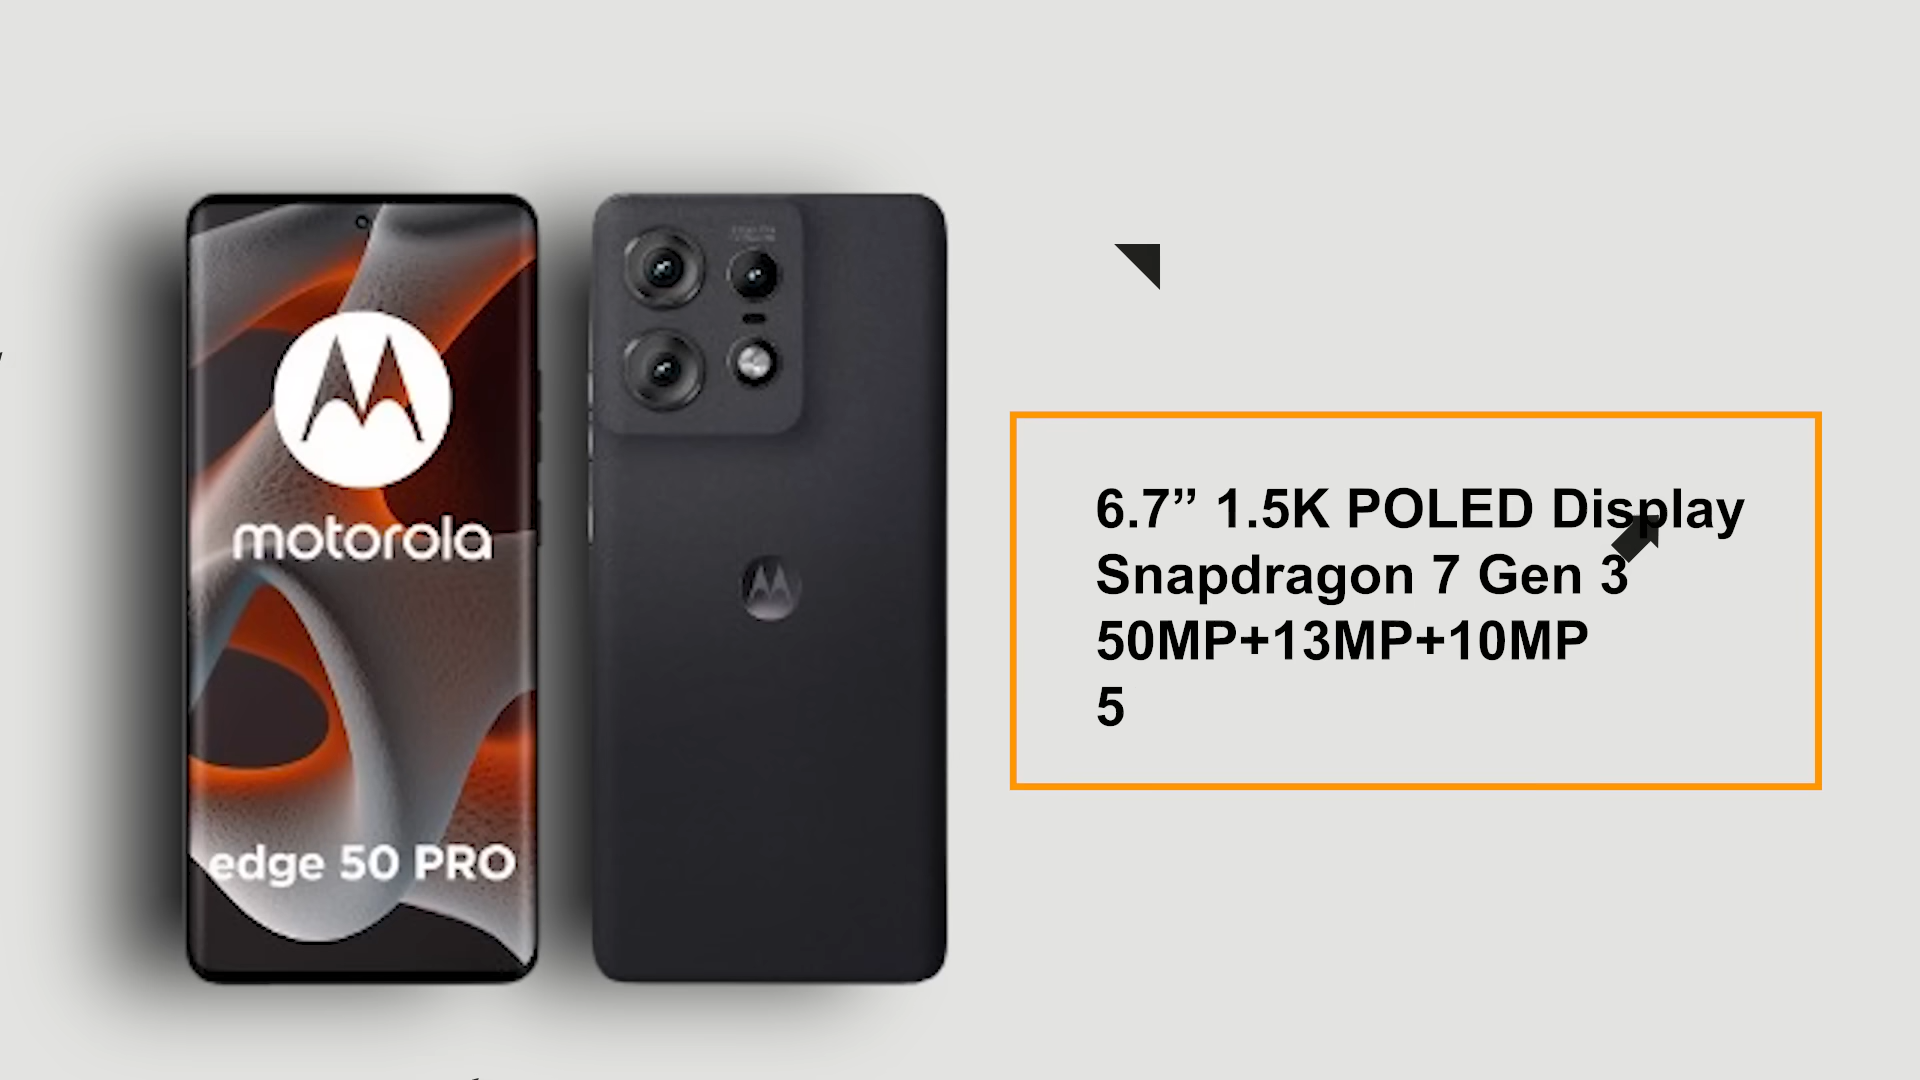 motorola
edge 50 PRO
6.7” 1.5K POLED Display
Snapdragon 7 Gen 3
50MP+13MP+10MP
5